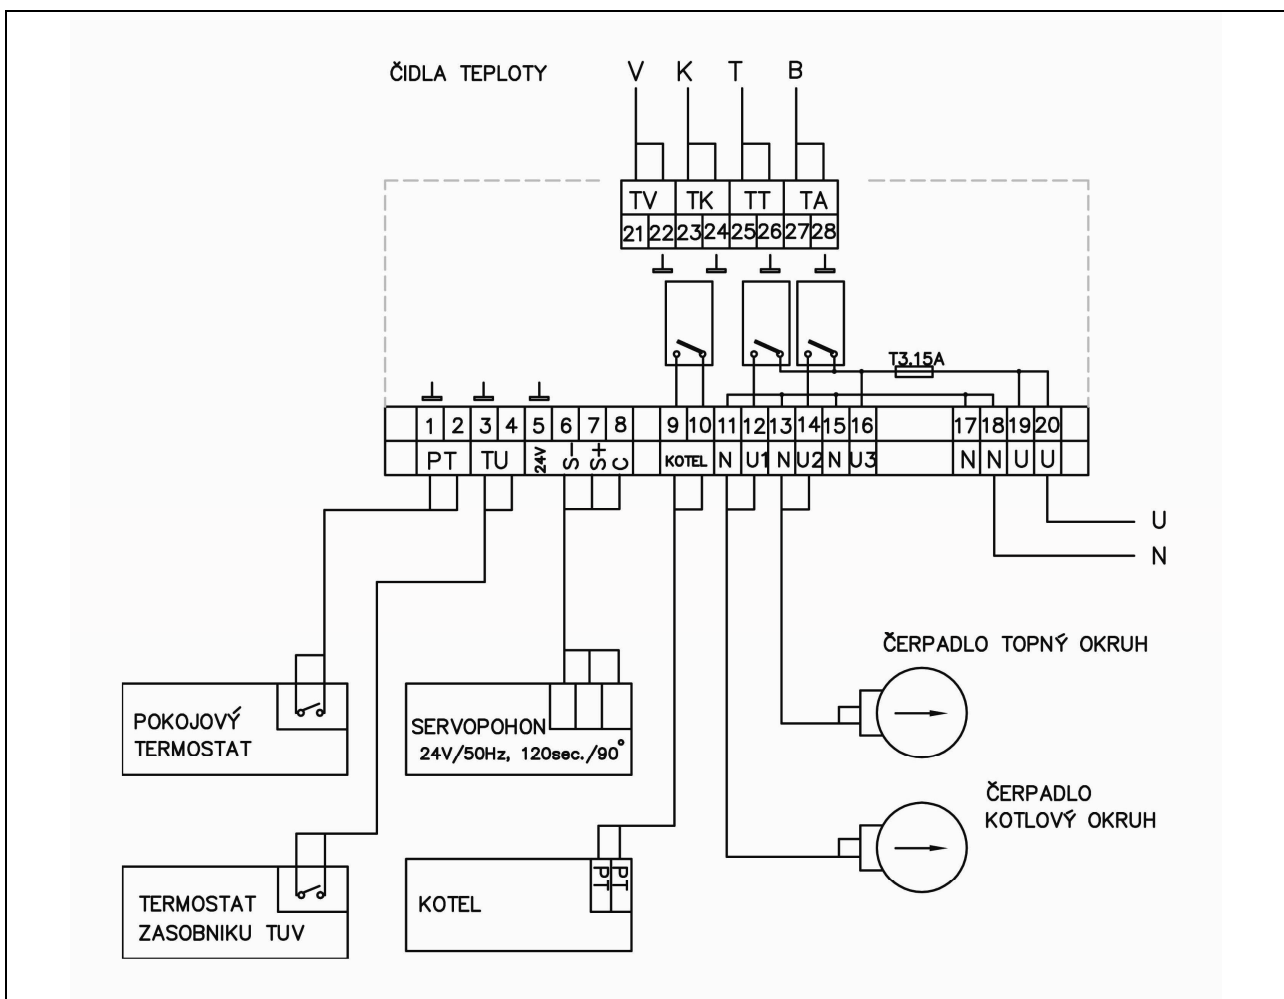 ČIDLA TEPLOTY V K T B
TV TK TT TA
21 22 23 24 25 26 27 28
T3.15A
1 2 3 4 5 6 7 8 9 10 11 12 13 14 15 16 17 18 19 20
PT TU 24V S- S+ C KOTEL N U1 N U2 N U3 N N U U
U
N
ČERPADLO TOPNÝ OKRUH
POKOJOVÝ
TERMOSTAT
SERVOPOHON
24V/50Hz, 120sec./90°
ČERPADLO
KOTLOVÝ OKRUH
PT PT
KOTEL
TERMOSTAT
ZASOBNIKU TUV